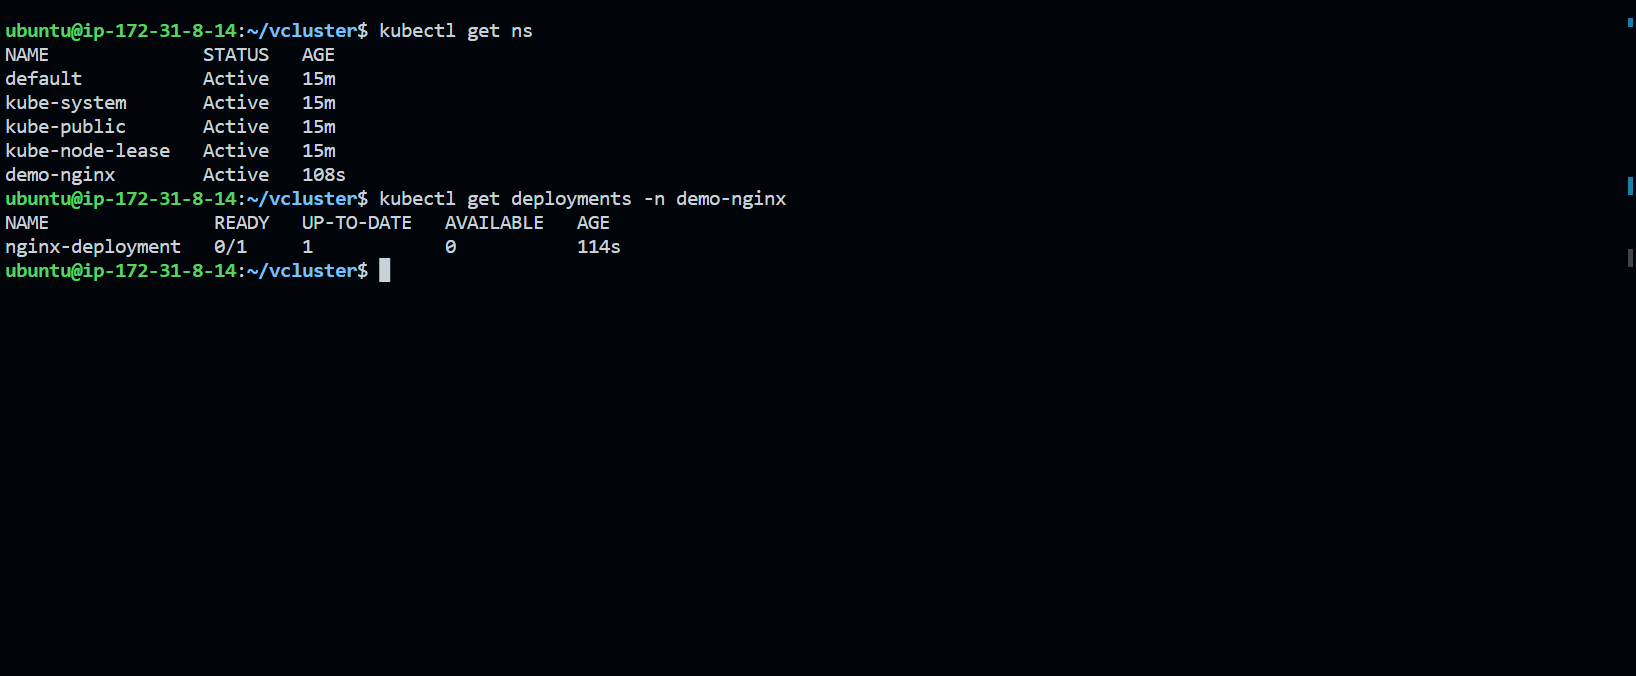 ubuntu@ip-172-31-8-14:~/vcluster$ kubectl get ns
NAME              STATUS   AGE
default           Active   15m
kube-system       Active   15m
kube-public       Active   15m
kube-node-lease   Active   15m
demo-nginx        Active   108s
ubuntu@ip-172-31-8-14:~/vcluster$ kubectl get deployments -n demo-nginx
NAME               READY   UP-TO-DATE   AVAILABLE   AGE
nginx-deployment   0/1     1            0           114s
ubuntu@ip-172-31-8-14:~/vcluster$